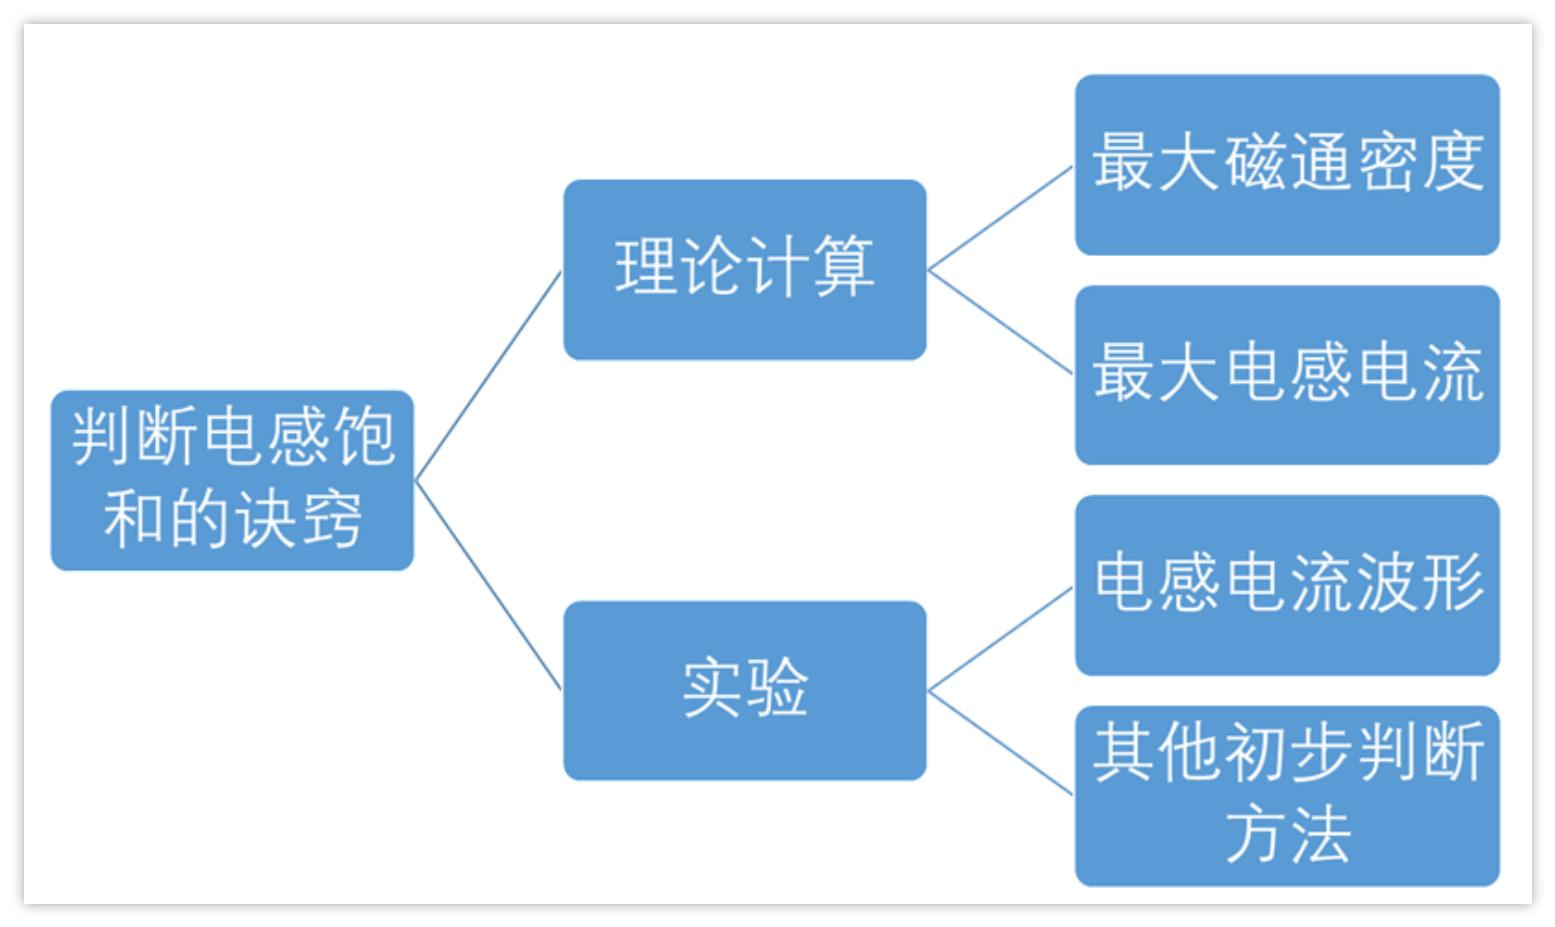 判断电感饱
和的诀窍
理论计算
实验
最大磁通密度
最大电感电流
电感电流波形
其他初步判断
方法